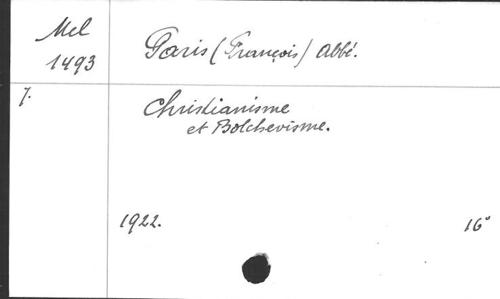 Mel
1493
Paris (François) Abbé.
7.
Christianisme
et Bolchevisme.
1922.
16°